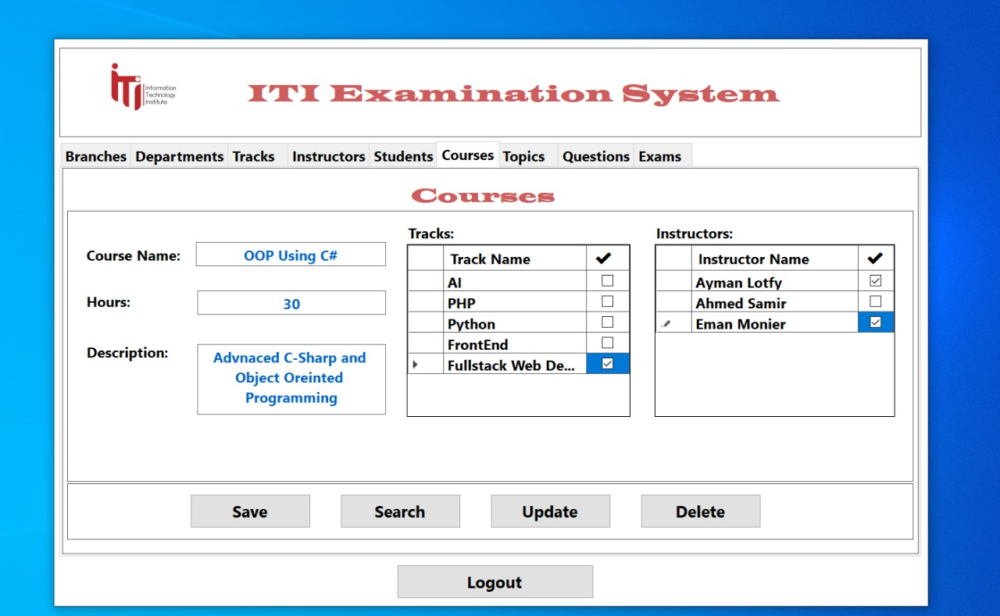 iTi
Information
Technology
Institute
ITI Examination System
Branches Departments Tracks Instructors Students Courses Topics Questions Exams
Courses
Course Name: OOP Using C#
Hours: 30
Description: Advnaced C-Sharp and
Object Oreinted
Programming
Tracks:
Track Name ✔
AI
PHP
Python
FrontEnd
Fullstack Web De...
Instructors:
Instructor Name ✔
Ayman Lotfy
Ahmed Samir
Eman Monier
Save Search Update Delete
Logout